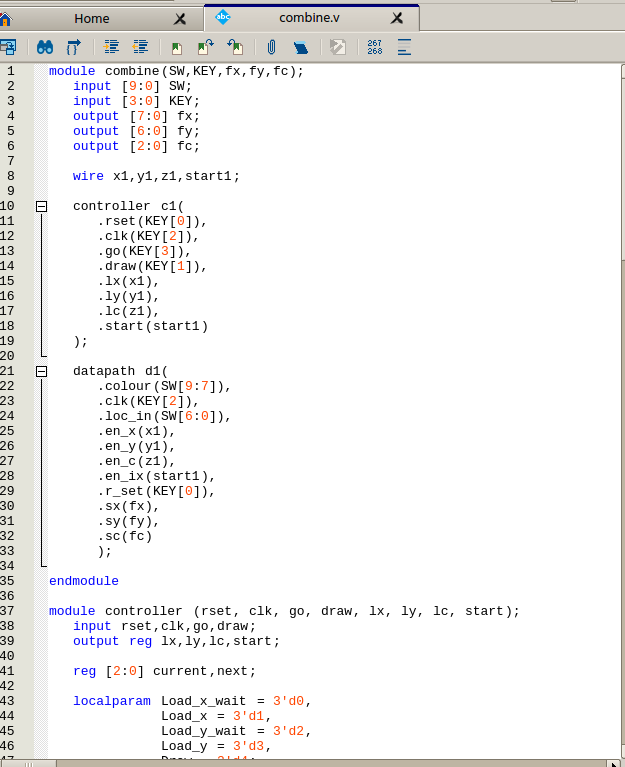 Home
abc combine.v
267
268
1 module combine(SW,KEY,fx,fy,fc);
2 input [9:0] SW;
3 input [3:0] KEY;
4 output [7:0] fx;
5 output [6:0] fy;
6 output [2:0] fc;
7
8 wire x1,y1,z1,start1;
9
10 controller c1(
11 .rset(KEY[0]),
12 .clk(KEY[2]),
13 .go(KEY[3]),
14 .draw(KEY[1]),
15 .lx(x1),
16 .ly(y1),
17 .lc(z1),
18 .start(start1)
19 );
20
21 datapath d1(
22 .colour(SW[9:7]),
23 .clk(KEY[2]),
24 .loc_in(SW[6:0]),
25 .en_x(x1),
26 .en_y(y1),
27 .en_c(z1),
28 .en_ix(start1),
29 .r_set(KEY[0]),
30 .sx(fx),
31 .sy(fy),
32 .sc(fc)
33 );
34
35 endmodule
36
37 module controller (rset, clk, go, draw, lx, ly, lc, start);
38 input rset,clk,go,draw;
39 output reg lx,ly,lc,start;
40
41 reg [2:0] current,next;
42
43 localparam Load_x_wait = 3'd0,
44 Load_x = 3'd1,
45 Load_y_wait = 3'd2,
46 Load_y = 3'd3,
47 Draw = 3'd4;